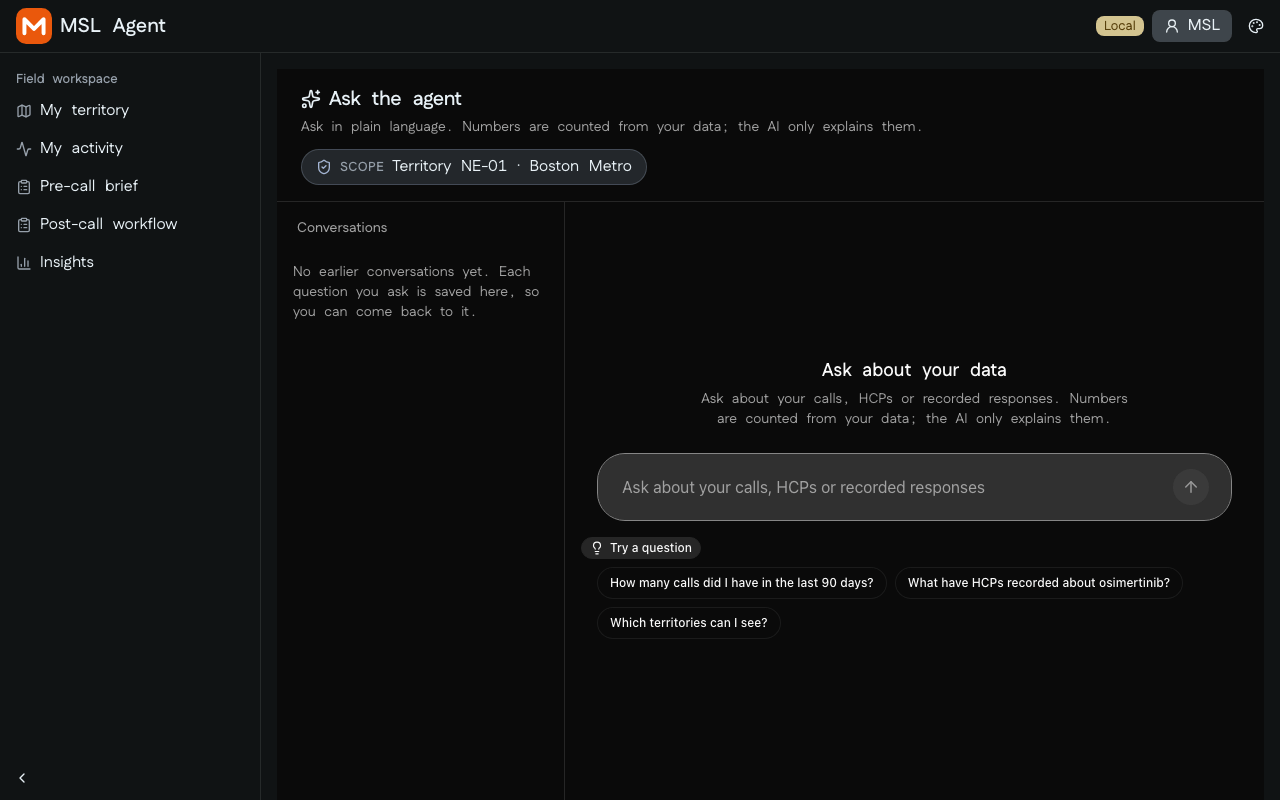 MSL Agent
Local
MSL
Field workspace
My territory
My activity
Pre-call brief
Post-call workflow
Insights
Ask the agent
Ask in plain language. Numbers are counted from your data; the AI only explains them.
SCOPE Territory NE-01 · Boston Metro
Conversations
No earlier conversations yet. Each
question you ask is saved here, so
you can come back to it.
Ask about your data
Ask about your calls, HCPs or recorded responses. Numbers
are counted from your data; the AI only explains them.
Ask about your calls, HCPs or recorded responses
Try a question
How many calls did I have in the last 90 days?
What have HCPs recorded about osimertinib?
Which territories can I see?